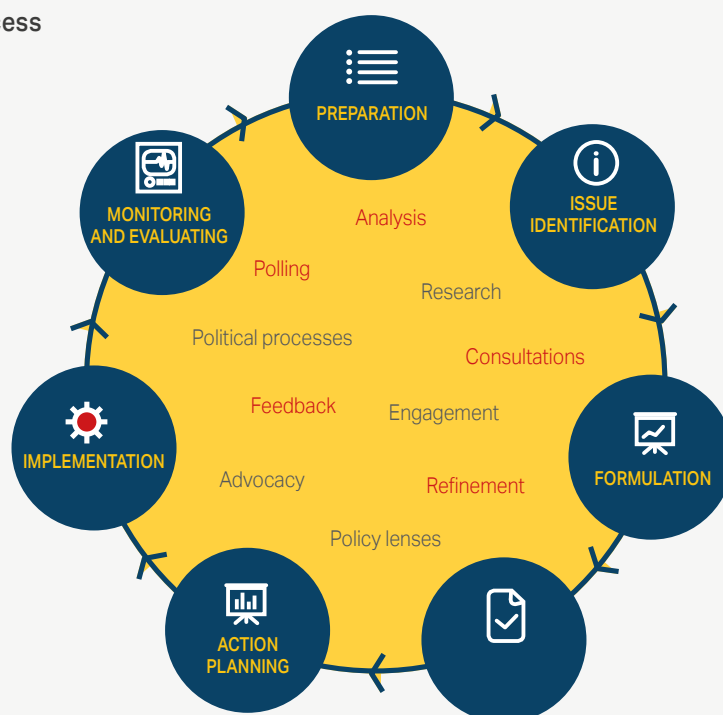 cess
PREPARATION
ISSUE
IDENTIFICATION
MONITORING
AND EVALUATING
Analysis
Polling
Research
Political processes
Consultations
Feedback
Engagement
IMPLEMENTATION
FORMULATION
Advocacy
Refinement
Policy lenses
ACTION
PLANNING